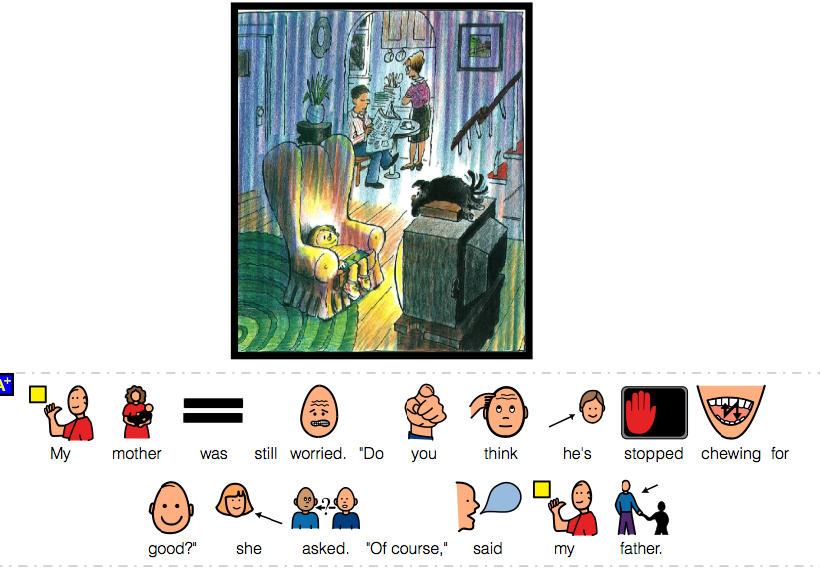 A+
My mother was still worried. "Do you think he's stopped chewing for
good?" she asked. "Of course," said my father.